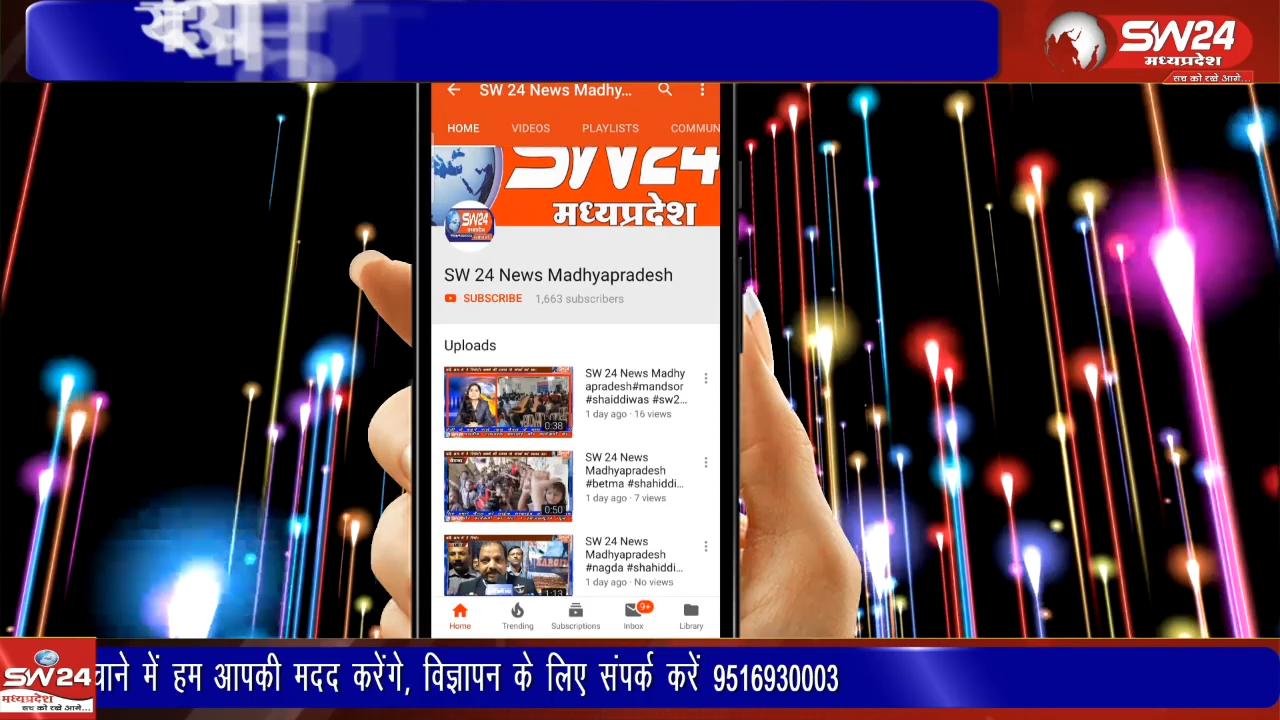 SW24
मध्यप्रदेश
सच को रखे आगे...
SW 24 News Madhy...
HOME VIDEOS PLAYLISTS COMMUN
SW24
मध्यप्रदेश
SW24
SW 24 News Madhyapradesh
SUBSCRIBE 1,663 subscribers
Uploads
SW 24 News Madhy
apradesh#mandsor
#shaiddiwas #sw2...
1 day ago · 16 views
0:38
SW 24 News
Madhyapradesh
#betma #shahiddi...
1 day ago · 7 views
0:50
SW 24 News
Madhyapradesh
#nagda #shahiddi...
1 day ago · No views
1:13
9+
Home Trending Subscriptions Inbox Library
SW24
मध्यप्रदेश
सच को रखे आगे...
चाने में हम आपकी मदद करेंगे, विज्ञापन के लिए संपर्क करें 9516930003